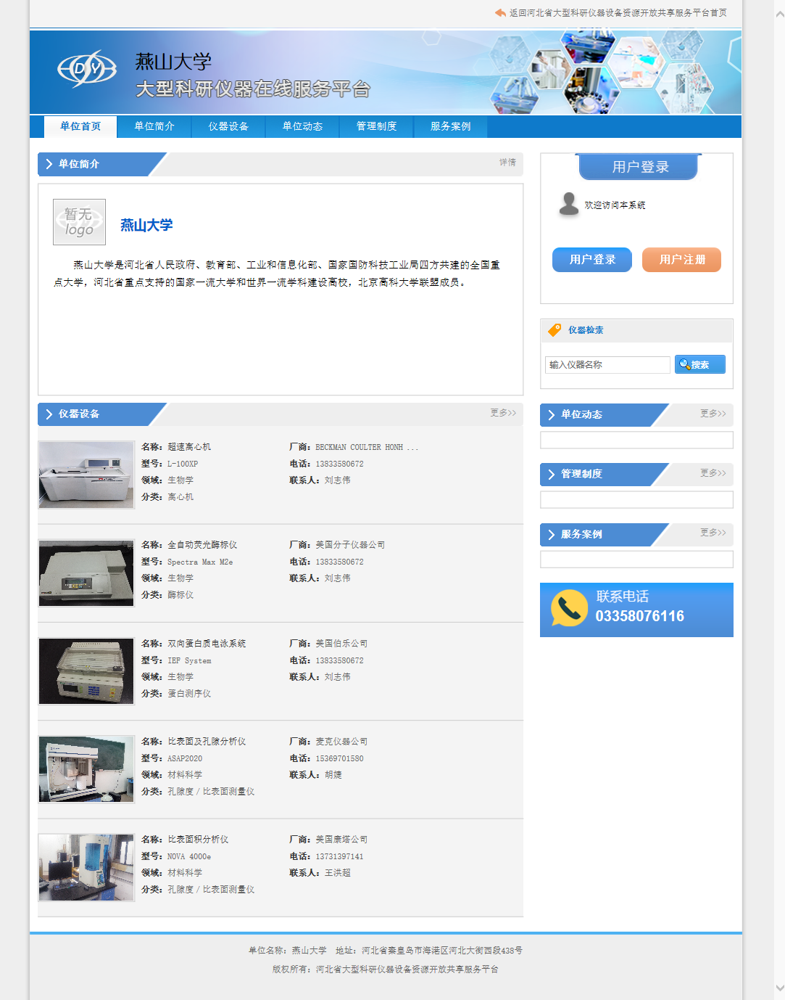 返回河北省大型科研仪器设备资源开放共享服务平台首页
DY
燕山大学
大型科研仪器在线服务平台
单位首页 单位简介 仪器设备 单位动态 管理制度 服务案例
单位简介 详情
暂无
logo
燕山大学
燕山大学是河北省人民政府、教育部、工业和信息化部、国家国防科技工业局四方共建的全国重
点大学，河北省重点支持的国家一流大学和世界一流学科建设高校，北京高科大学联盟成员。
仪器设备 更多>>
名称：超速离心机 厂商：BECKMAN COULTER HONH ...
型号：L-100XP 电话：13833580672
领域：生物学 联系人：刘志伟
分类：离心机
名称：全自动荧光酶标仪 厂商：美国分子仪器公司
型号：Spectra Max M2e 电话：13833580672
领域：生物学 联系人：刘志伟
分类：酶标仪
名称：双向蛋白质电泳系统 厂商：美国伯乐公司
型号：IEF System 电话：13833580672
领域：生物学 联系人：刘志伟
分类：蛋白测序仪
名称：比表面及孔隙分析仪 厂商：麦克仪器公司
型号：ASAP2020 电话：15369701580
领域：材料科学 联系人：胡婕
分类：孔隙度／比表面测量仪
名称：比表面积分析仪 厂商：美国康塔公司
型号：NOVA 4000e 电话：13731397141
领域：材料科学 联系人：王洪超
分类：孔隙度／比表面测量仪
用户登录
欢迎访问本系统
用户登录 用户注册
仪器检索
输入仪器名称 搜索
单位动态 更多>>
管理制度 更多>>
服务案例 更多>>
联系电话
03358076116
单位名称：燕山大学 地址：河北省秦皇岛市海港区河北大街西段438号
版权所有：河北省大型科研仪器设备资源开放共享服务平台